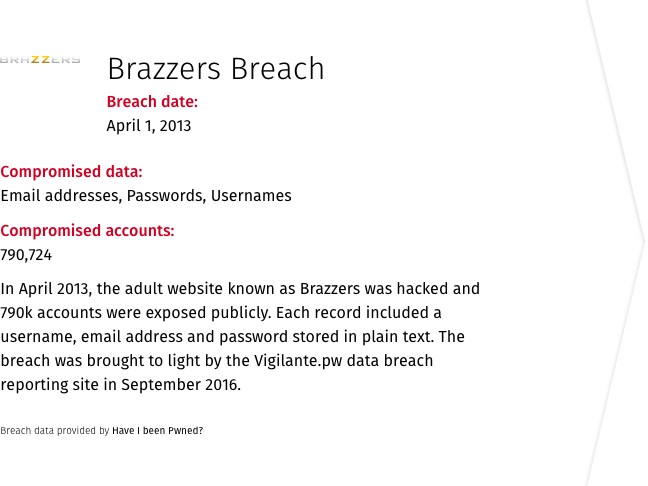 BRAZZERS
Brazzers Breach
Breach date:
April 1, 2013
Compromised data:
Email addresses, Passwords, Usernames
Compromised accounts:
790,724
In April 2013, the adult website known as Brazzers was hacked and
790k accounts were exposed publicly. Each record included a
username, email address and password stored in plain text. The
breach was brought to light by the Vigilante.pw data breach
reporting site in September 2016.
Breach data provided by Have I been Pwned?